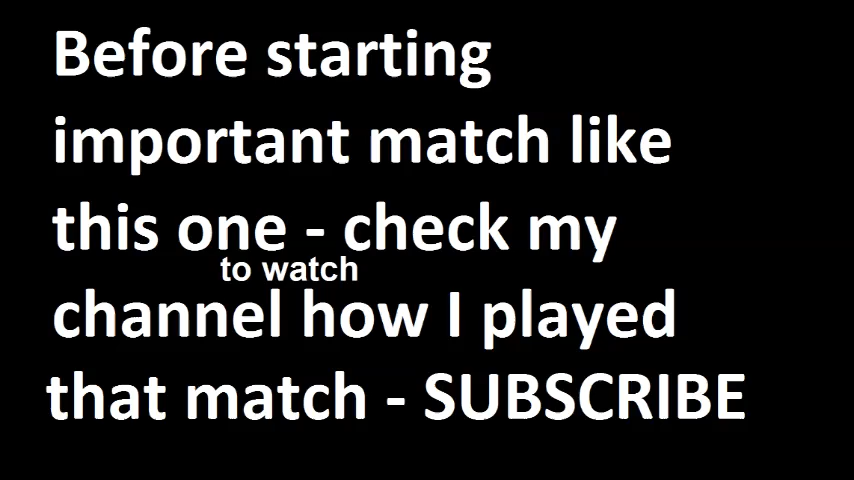 Before starting
important match like
this one - check my
to watch
channel how I played
that match - SUBSCRIBE